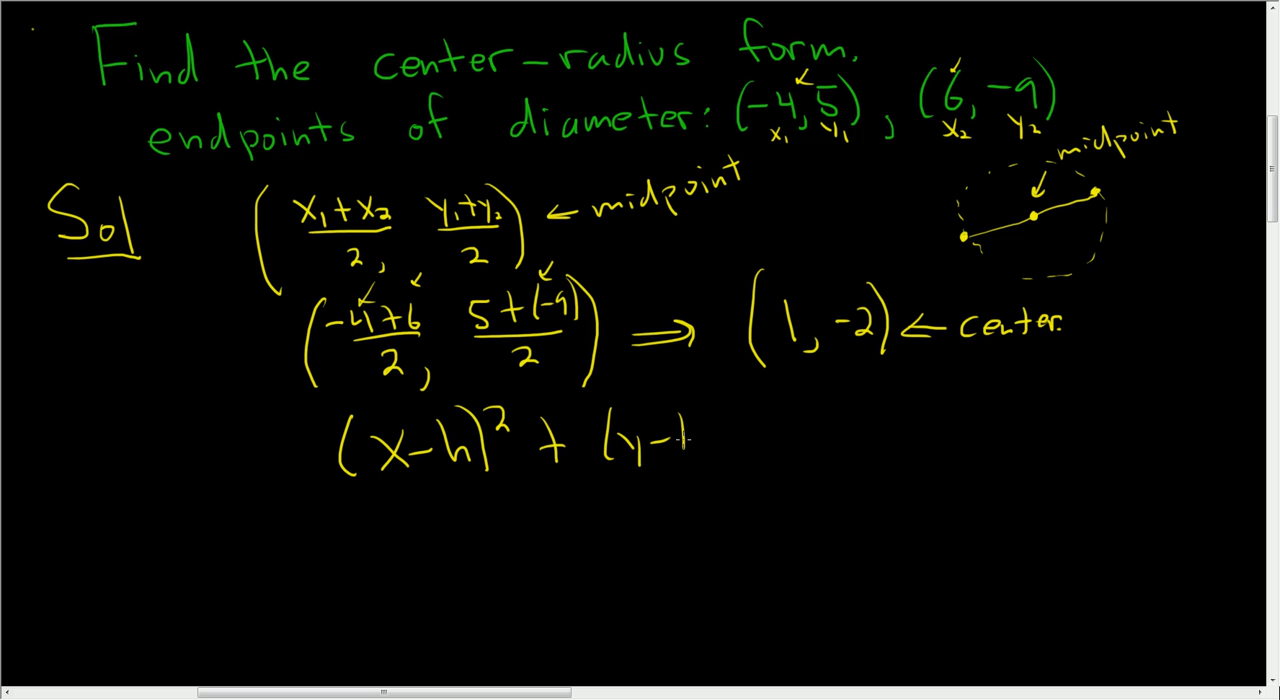 Find the center-radius form.
endpoints of diameter: (-4, 5), (6, -9)
x₁ y₁ x₂ y₂
midpoint
Sol
(x₁+x₂/2, y₁+y₂/2) ← midpoint
(-4+6/2, 5+(-9)/2) ⟹ (1, -2) ← center.
(x-h)² + (y-